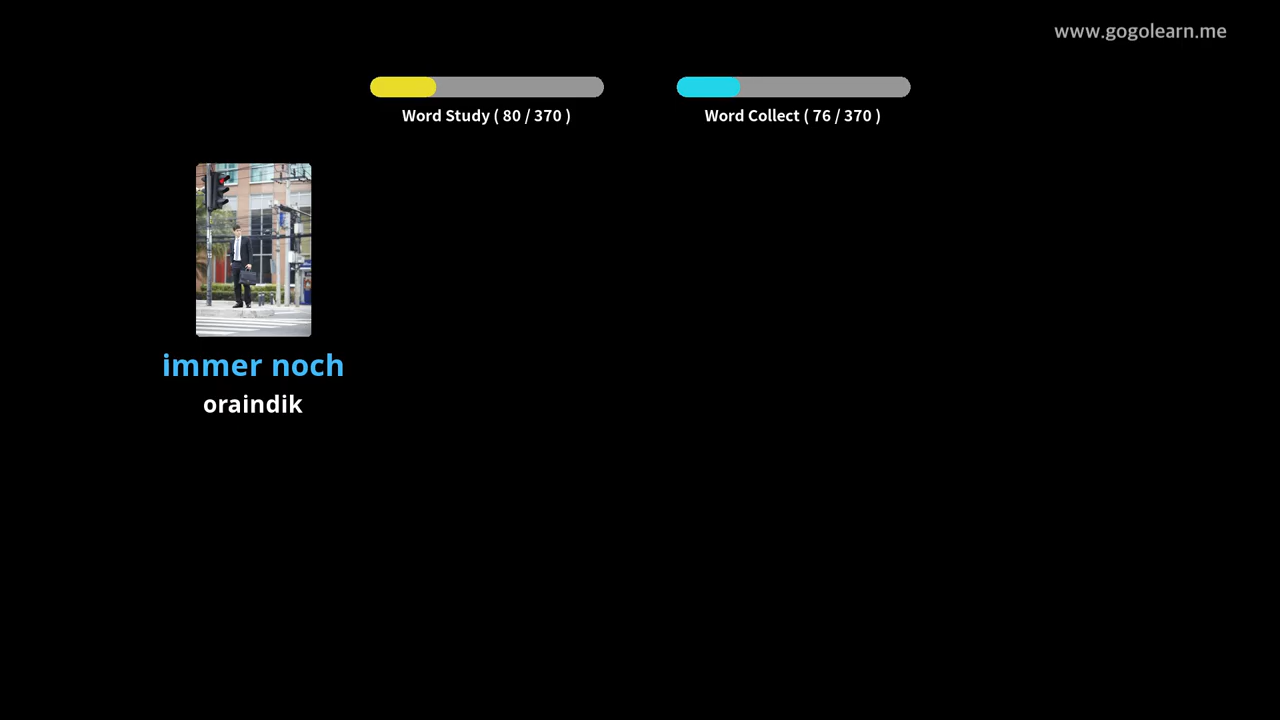 www.gogolearn.me
Word Study ( 80 / 370 )
Word Collect ( 76 / 370 )
immer noch
oraindik